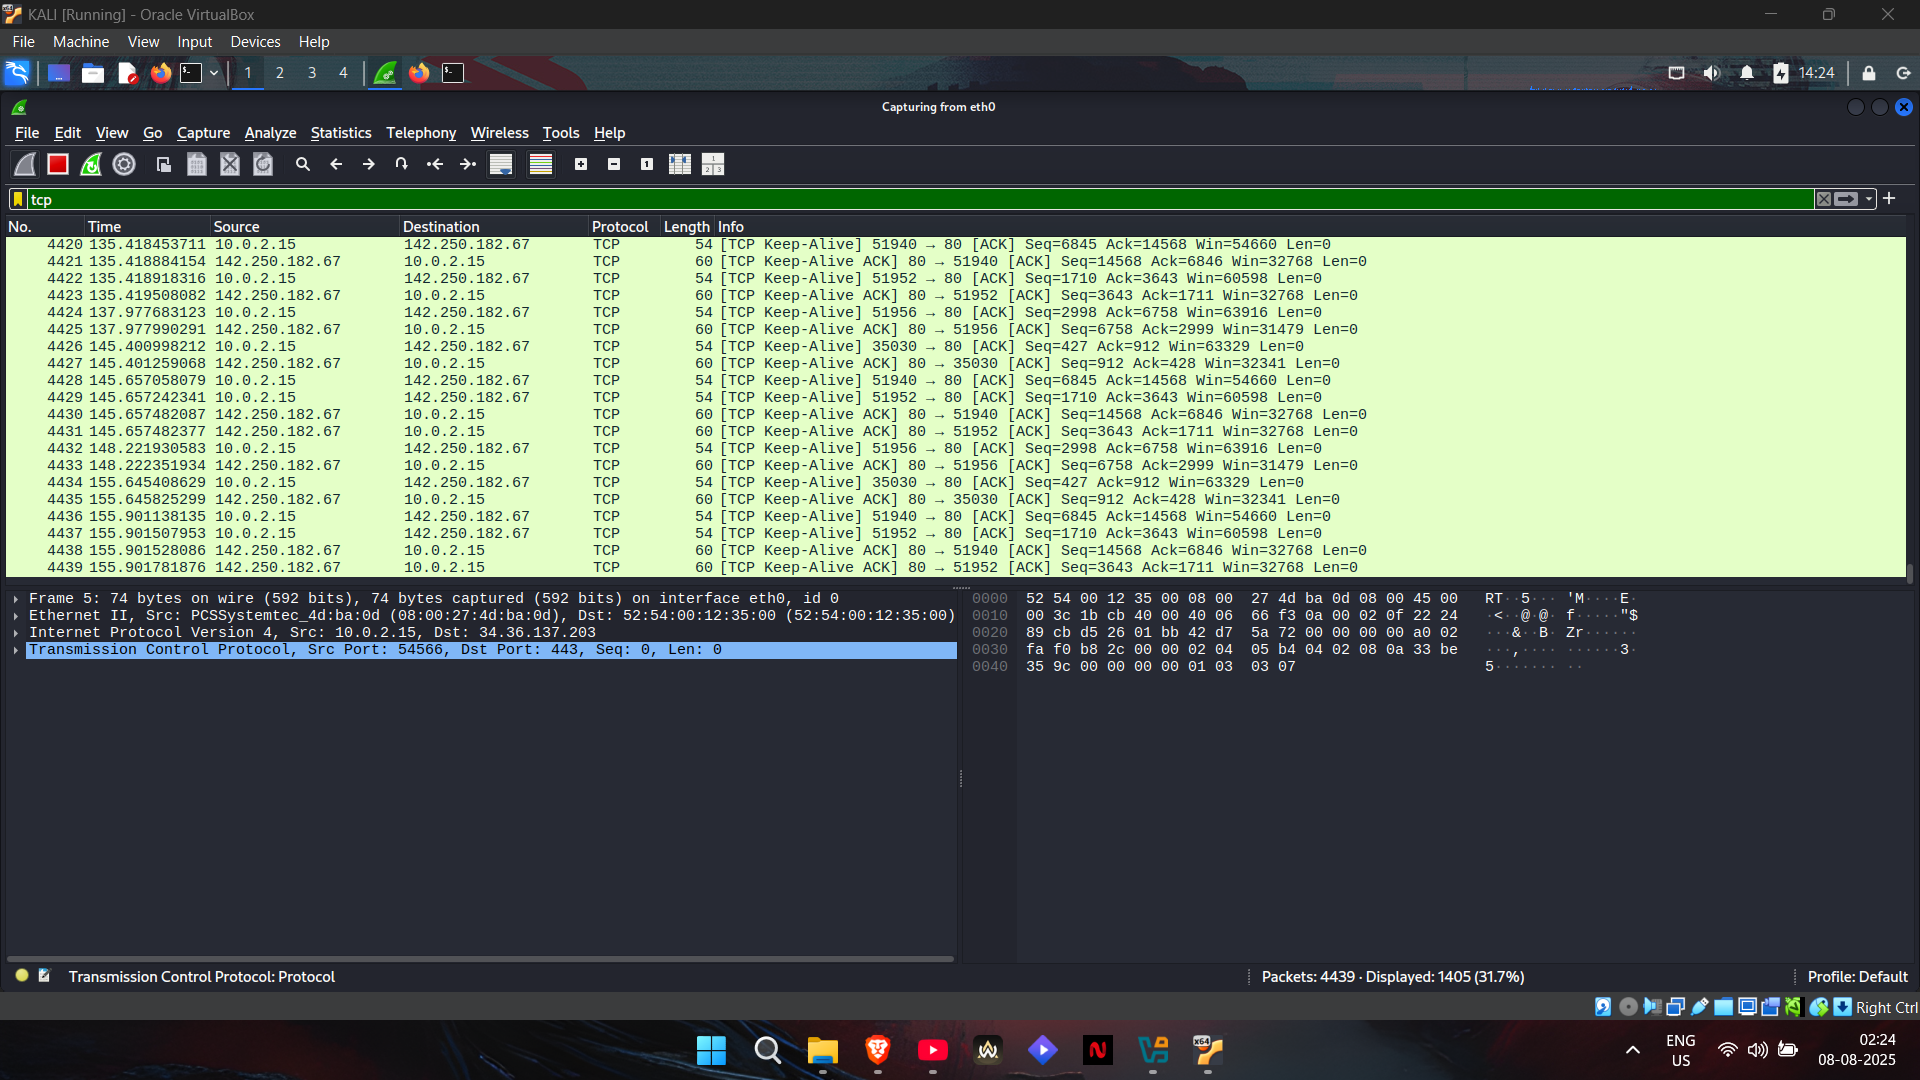 KALI [Running] - Oracle VirtualBox
File Machine View Input Devices Help
1 2 3 4 14:24
Capturing from eth0
File Edit View Go Capture Analyze Statistics Telephony Wireless Tools Help
tcp
No. Time Source Destination Protocol Length Info
4420 135.418453711 10.0.2.15 142.250.182.67 TCP 54 [TCP Keep-Alive] 51940 → 80 [ACK] Seq=6845 Ack=14568 Win=54660 Len=0
4421 135.418884154 142.250.182.67 10.0.2.15 TCP 60 [TCP Keep-Alive ACK] 80 → 51940 [ACK] Seq=14568 Ack=6846 Win=32768 Len=0
4422 135.418918316 10.0.2.15 142.250.182.67 TCP 54 [TCP Keep-Alive] 51952 → 80 [ACK] Seq=1710 Ack=3643 Win=60598 Len=0
4423 135.419508082 142.250.182.67 10.0.2.15 TCP 60 [TCP Keep-Alive ACK] 80 → 51952 [ACK] Seq=3643 Ack=1711 Win=32768 Len=0
4424 137.977683123 10.0.2.15 142.250.182.67 TCP 54 [TCP Keep-Alive] 51956 → 80 [ACK] Seq=2998 Ack=6758 Win=63916 Len=0
4425 137.977990291 142.250.182.67 10.0.2.15 TCP 60 [TCP Keep-Alive ACK] 80 → 51956 [ACK] Seq=6758 Ack=2999 Win=31479 Len=0
4426 145.400998212 10.0.2.15 142.250.182.67 TCP 54 [TCP Keep-Alive] 35030 → 80 [ACK] Seq=427 Ack=912 Win=63329 Len=0
4427 145.401259068 142.250.182.67 10.0.2.15 TCP 60 [TCP Keep-Alive ACK] 80 → 35030 [ACK] Seq=912 Ack=428 Win=32341 Len=0
4428 145.657058079 10.0.2.15 142.250.182.67 TCP 54 [TCP Keep-Alive] 51940 → 80 [ACK] Seq=6845 Ack=14568 Win=54660 Len=0
4429 145.657242341 10.0.2.15 142.250.182.67 TCP 54 [TCP Keep-Alive] 51952 → 80 [ACK] Seq=1710 Ack=3643 Win=60598 Len=0
4430 145.657482087 142.250.182.67 10.0.2.15 TCP 60 [TCP Keep-Alive ACK] 80 → 51940 [ACK] Seq=14568 Ack=6846 Win=32768 Len=0
4431 145.657482377 142.250.182.67 10.0.2.15 TCP 60 [TCP Keep-Alive ACK] 80 → 51952 [ACK] Seq=3643 Ack=1711 Win=32768 Len=0
4432 148.221930583 10.0.2.15 142.250.182.67 TCP 54 [TCP Keep-Alive] 51956 → 80 [ACK] Seq=2998 Ack=6758 Win=63916 Len=0
4433 148.222351934 142.250.182.67 10.0.2.15 TCP 60 [TCP Keep-Alive ACK] 80 → 51956 [ACK] Seq=6758 Ack=2999 Win=31479 Len=0
4434 155.645408629 10.0.2.15 142.250.182.67 TCP 54 [TCP Keep-Alive] 35030 → 80 [ACK] Seq=427 Ack=912 Win=63329 Len=0
4435 155.645825299 142.250.182.67 10.0.2.15 TCP 60 [TCP Keep-Alive ACK] 80 → 35030 [ACK] Seq=912 Ack=428 Win=32341 Len=0
4436 155.901138135 10.0.2.15 142.250.182.67 TCP 54 [TCP Keep-Alive] 51940 → 80 [ACK] Seq=6845 Ack=14568 Win=54660 Len=0
4437 155.901507953 10.0.2.15 142.250.182.67 TCP 54 [TCP Keep-Alive] 51952 → 80 [ACK] Seq=1710 Ack=3643 Win=60598 Len=0
4438 155.901528086 142.250.182.67 10.0.2.15 TCP 60 [TCP Keep-Alive ACK] 80 → 51940 [ACK] Seq=14568 Ack=6846 Win=32768 Len=0
4439 155.901781876 142.250.182.67 10.0.2.15 TCP 60 [TCP Keep-Alive ACK] 80 → 51952 [ACK] Seq=3643 Ack=1711 Win=32768 Len=0
Frame 5: 74 bytes on wire (592 bits), 74 bytes captured (592 bits) on interface eth0, id 0
Ethernet II, Src: PCSSystemtec_4d:ba:0d (08:00:27:4d:ba:0d), Dst: 52:54:00:12:35:00 (52:54:00:12:35:00)
Internet Protocol Version 4, Src: 10.0.2.15, Dst: 34.36.137.203
Transmission Control Protocol, Src Port: 54566, Dst Port: 443, Seq: 0, Len: 0
0000 52 54 00 12 35 00 08 00 27 4d ba 0d 08 00 45 00 RT··5··· 'M····E·
0010 00 3c 1b cb 40 00 40 06 66 f3 0a 00 02 0f 22 24 ·<··@·@· f·····"$
0020 89 cb d5 26 01 bb 42 d7 5a 72 00 00 00 00 a0 02 ···&··B· Zr······
0030 fa f0 b8 2c 00 00 02 04 05 b4 04 02 08 0a 33 be ···,···· ······3·
0040 35 9c 00 00 00 00 01 03 03 07 5······· ··
Transmission Control Protocol: Protocol
Packets: 4439 · Displayed: 1405 (31.7%)
Profile: Default
Right Ctrl
ENG
US
02:24
08-08-2025